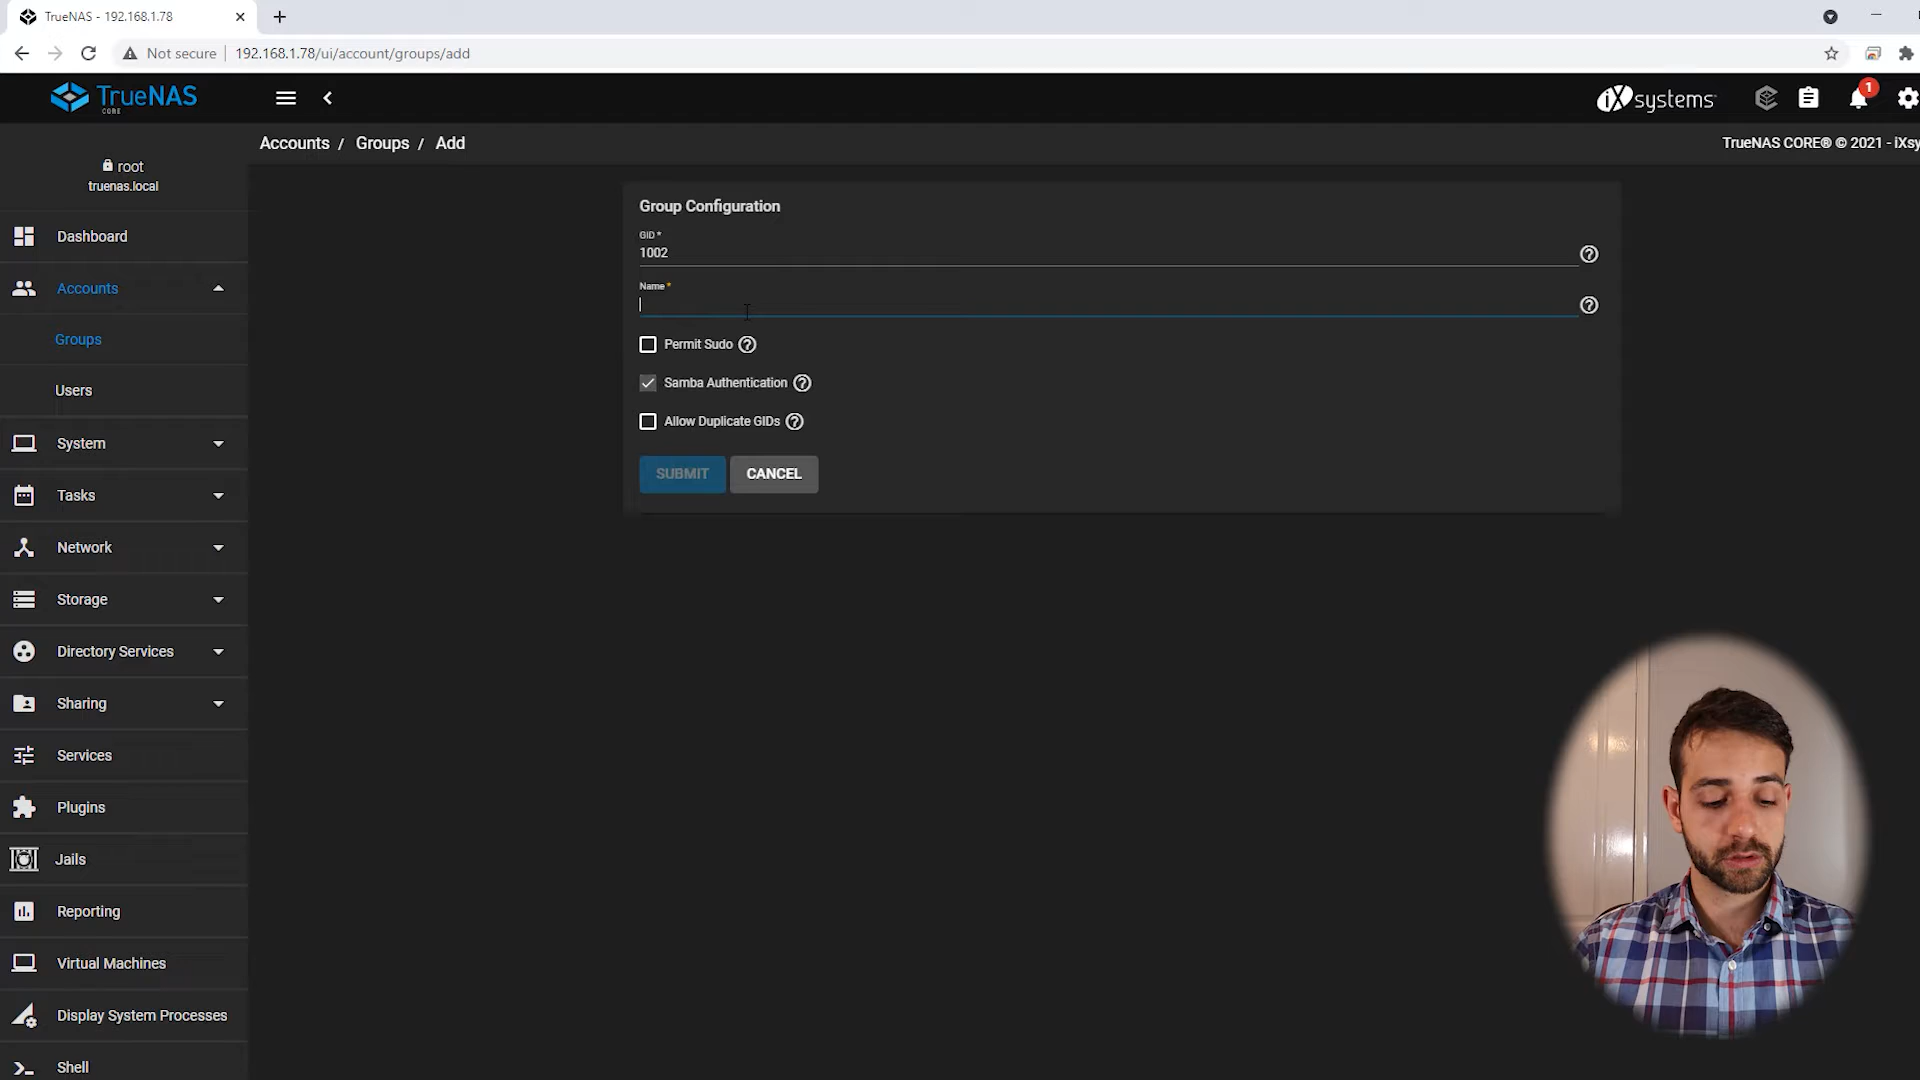 TrueNAS - 192.168.1.78
Not secure 192.168.1.78/ui/account/groups/add
TrueNAS
CORE
iXsystems
1
Accounts / Groups / Add
TrueNAS CORE® © 2021 - iXsy
root
truenas.local
Dashboard
Accounts
Groups
Users
System
Tasks
Network
Storage
Directory Services
Sharing
Services
Plugins
Jails
Reporting
Virtual Machines
Display System Processes
Shell
Group Configuration
GID *
1002
Name *
Permit Sudo
Samba Authentication
Allow Duplicate GIDs
SUBMIT CANCEL